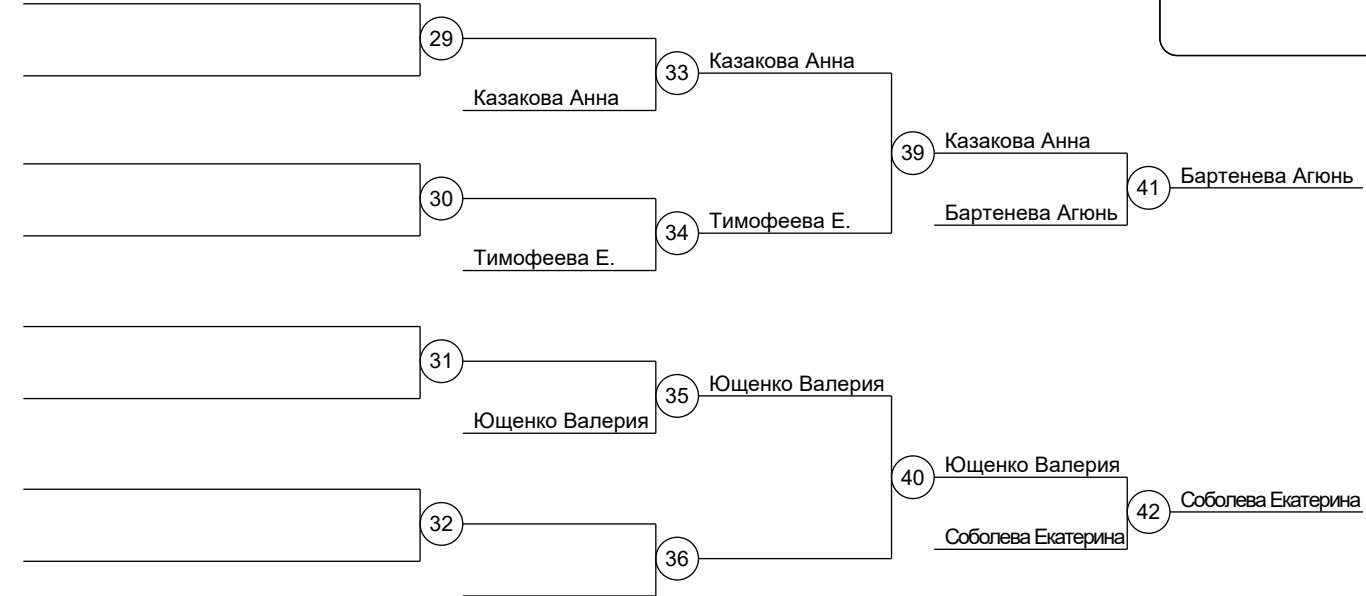 29
33
Казакова Анна
Казакова Анна
39
Казакова Анна
41
Бартенева Агюнь
Бартенева Агюнь
30
34
Тимофеева Е.
Тимофеева Е.
31
35
Ющенко Валерия
Ющенко Валерия
40
Ющенко Валерия
42
Соболева Екатерина
Соболева Екатерина
32
36